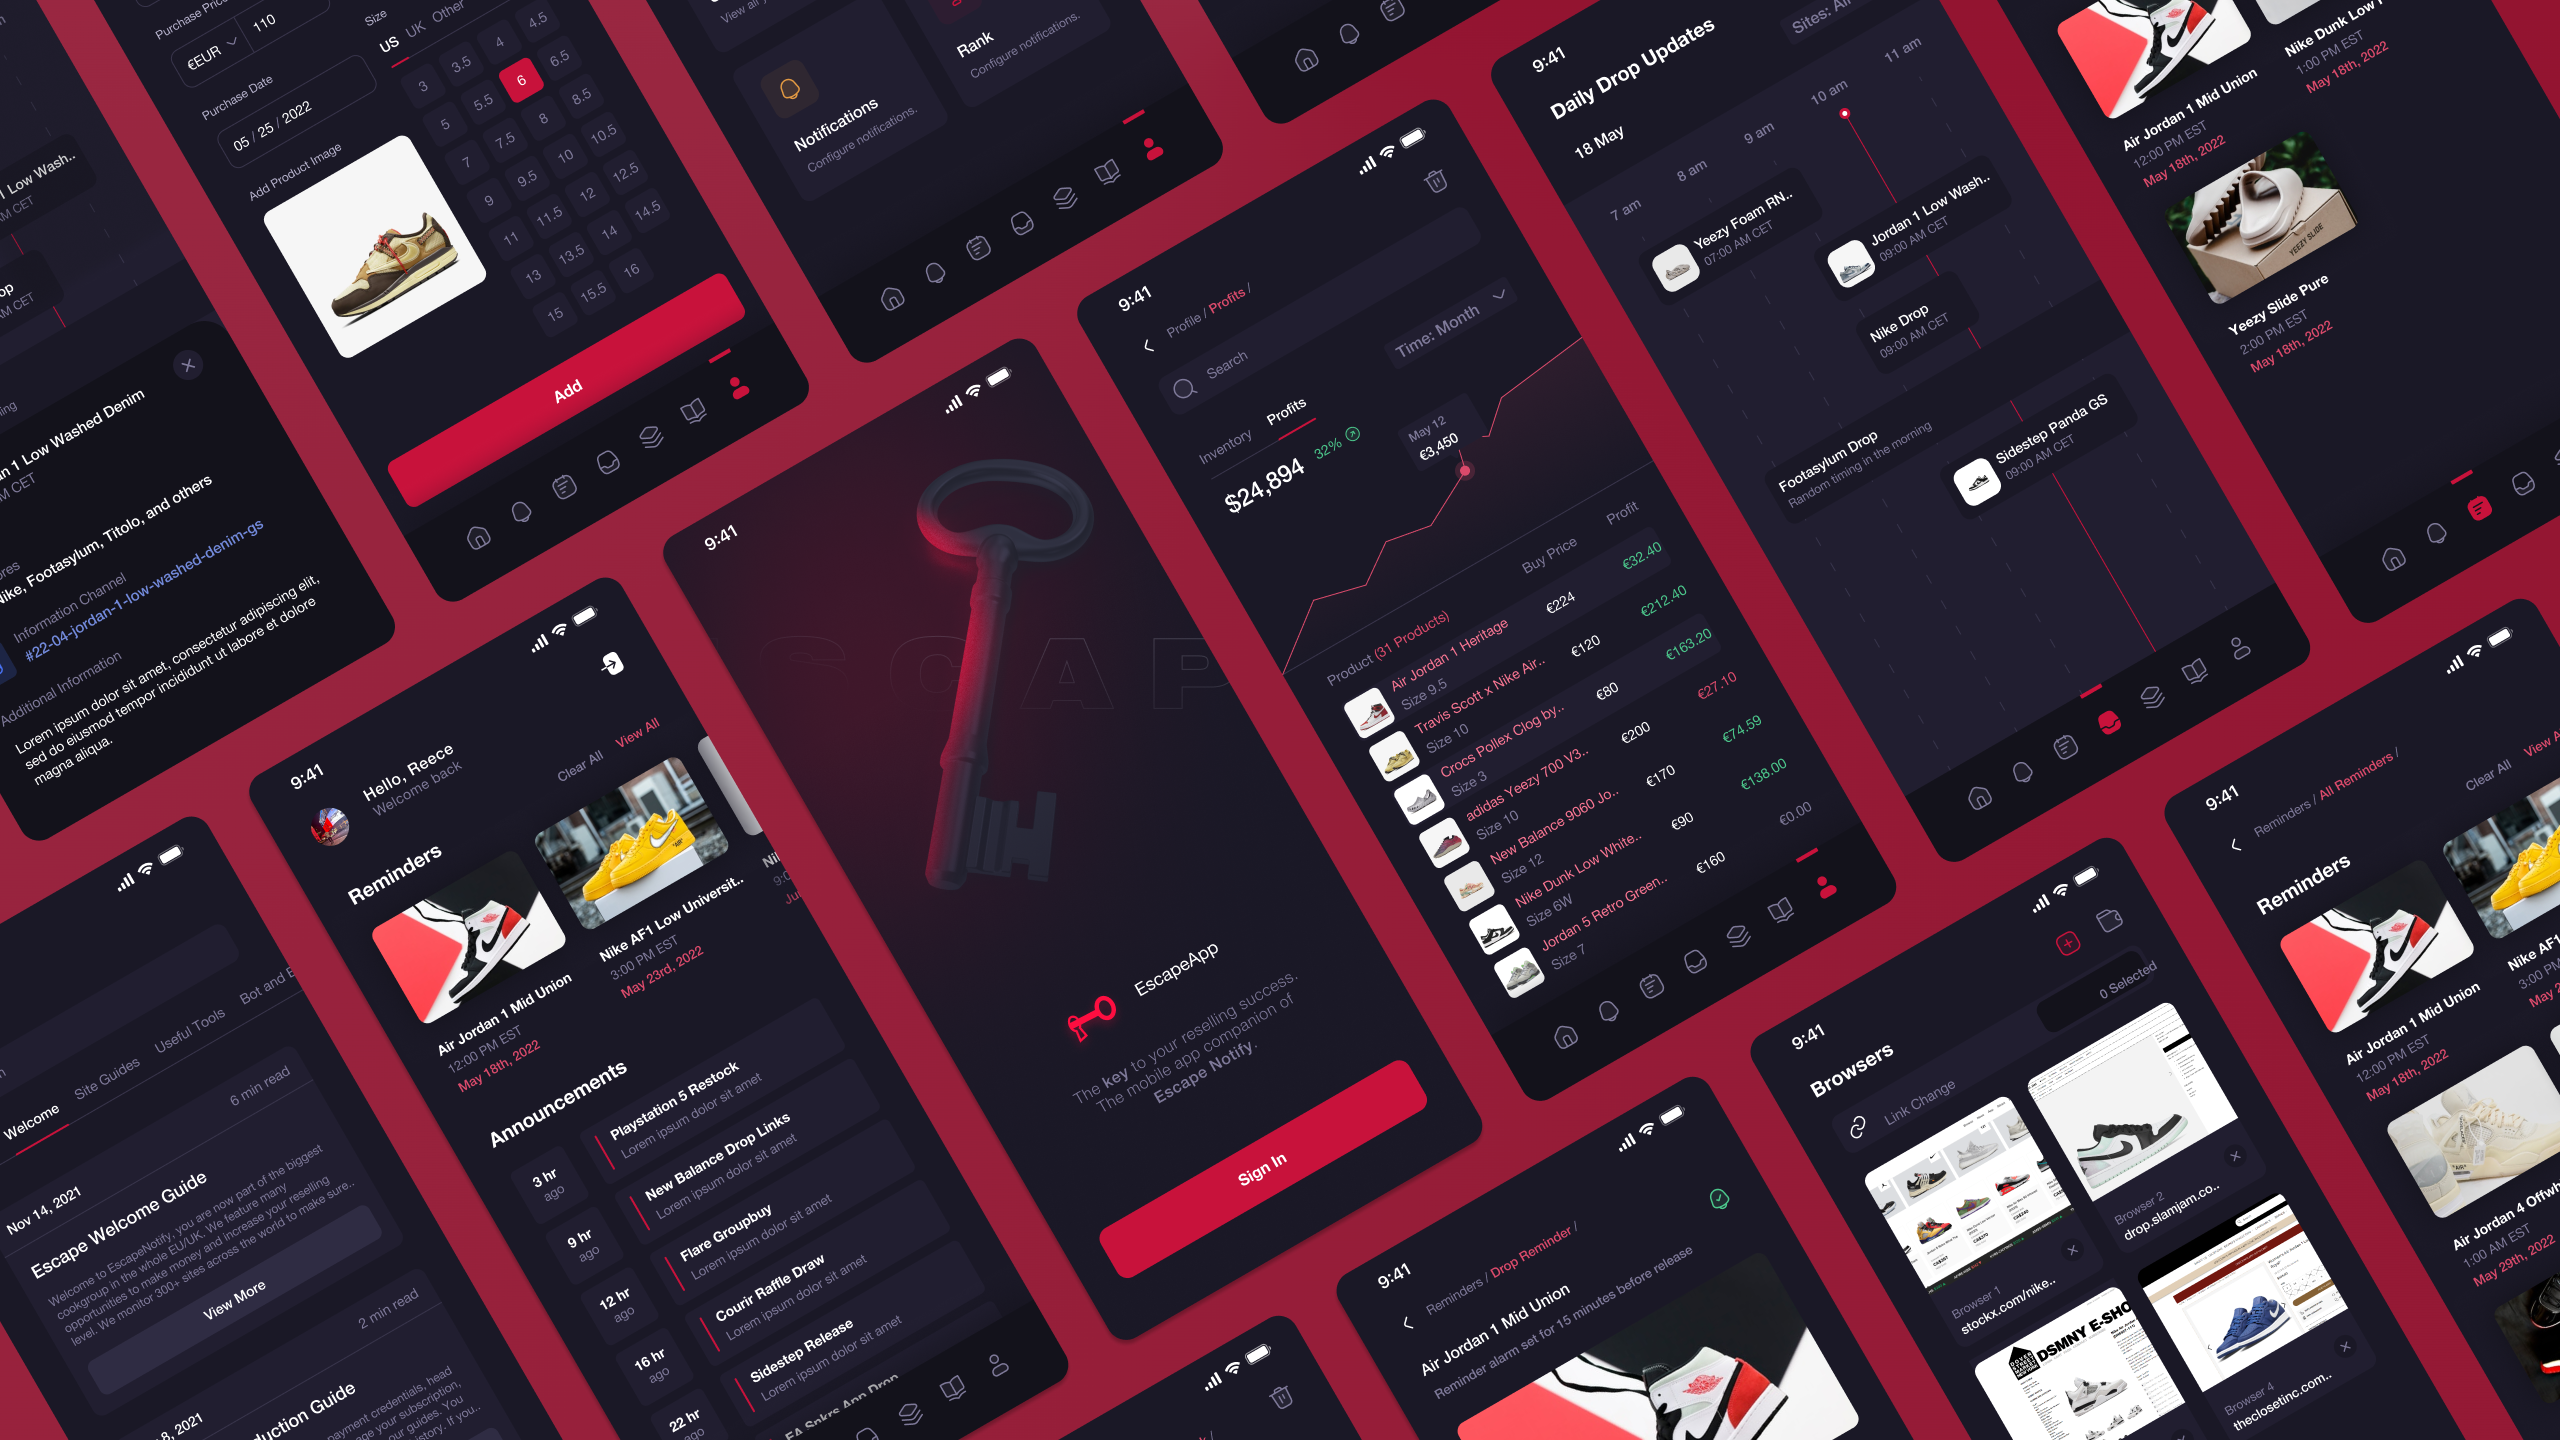 Purchase Price
€EUR
110
Purchase Date
05 / 25 / 2022
Add Product Image
Size
US
UK
Other
3
3.5
4
4.5
5
5.5
6
6.5
7
7.5
8
8.5
9
9.5
10
10.5
11
11.5
12
12.5
13
13.5
14
14.5
15
15.5
16
Add
1 Low Wash..
AM CET
AM CET
1 Low Washed Denim
M CET
Nike, Footasylum, Titolo, and others
Information Channel
#22-04-jordan-1-low-washed-denim-gs
Additional Information
Lorem ipsum dolor sit amet, consectetur adipiscing elit,
sed do eiusmod tempor incididunt ut labore et dolore
magna aliqua.
View all
Notifications
Configure notifications.
Rank
Configure notifications.
Welcome
Site Guides
Useful Tools
Bot and
Nov 14, 2021
6 min read
Escape Welcome Guide
Welcome to EscapeNotify, you are now part of the biggest
cookgroup in the whole EU/UK. We feature many
opportunities to make money and increase your reselling
level. We monitor 300+ sites across the world to make sure..
View More
8, 2021
2 min read
duction Guide
payment credentials, head
age your subscription,
our guides. You
istory. If you..
9:41
Hello, Reece
Welcome back
Reminders
Clear All
View All
Air Jordan 1 Mid Union
12:00 PM EST
May 18th, 2022
Nike AF1 Low Universit..
3:00 PM EST
May 23rd, 2022
Announcements
3 hr
ago
Playstation 5 Restock
Lorem ipsum dolor sit amet
9 hr
ago
New Balance Drop Links
Lorem ipsum dolor sit amet
12 hr
ago
Flare Groupbuy
Lorem ipsum dolor sit amet
16 hr
ago
Courir Raffle Draw
Lorem ipsum dolor sit amet
22 hr
ago
Sidestep Release
Lorem ipsum dolor sit amet
9:41
SCAP
EscapeApp
The key to your reselling success.
The mobile app companion of
Escape Notify.
Sign In
9:41
Profile / Profits /
Search
Time: Month
Inventory
Profits
$24,894
32%
May 12
€3,450
Product (31 Products)
Buy Price
Profit
Air Jordan 1 Heritage
Size 9.5
€224
€32.40
Travis Scott x Nike Air..
Size 10
€120
€212.40
Crocs Pollex Clog by..
Size 3
€80
€163.20
adidas Yeezy 700 V3..
Size 10
€200
€27.10
New Balance 9060 Jo..
Size 12
€170
€74.59
Nike Dunk Low White..
Size 6W
€90
€138.00
Jordan 5 Retro Green..
Size 7
€160
€0.00
9:41
Daily Drop Updates
Sites: All
18 May
7 am
8 am
9 am
10 am
11 am
Yeezy Foam RN..
07:00 AM CET
Jordan 1 Low Wash..
09:00 AM CET
Nike Drop
09:00 AM CET
Footasylum Drop
Random timing in the morning
Sidestep Panda GS
09:00 AM CET
Air Jordan 1 Mid Union
12:00 PM EST
May 18th, 2022
Nike Dunk Low
1:00 PM EST
May 18th, 2022
YEEZY SLIDE
Yeezy Slide Pure
2:00 PM EST
May 18th, 2022
9:41
Reminders / Drop Reminder /
Air Jordan 1 Mid Union
Reminder alarm set for 15 minutes before release
9:41
Browsers
0 Selected
Link Change
Browser 1
stockx.com/nike..
Browser 2
drop.slamjam.co..
DSMNY E-SHO
Browser 4
theclosetinc.com..
9:41
Reminders / All Reminders /
Reminders
Clear All
View A
Air Jordan 1 Mid Union
12:00 PM EST
May 18th, 2022
Nike AF1
3:00 PM
May 2
Air Jordan 4 Offwh
1:00 AM EST
May 29th, 2022